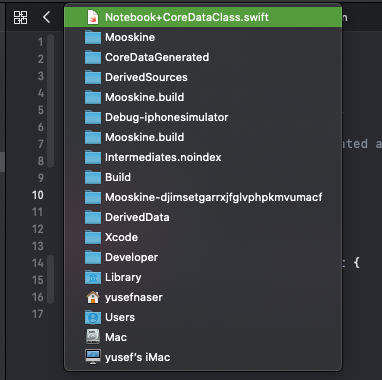 Notebook+CoreDataClass.swift
Mooskine
CoreDataGenerated
DerivedSources
Mooskine.build
Debug-iphonesimulator
Mooskine.build
Intermediates.noindex
Build
Mooskine-djimsetgarrxjfglvphpkmvumacf
DerivedData
Xcode
Developer
Library
yusefnaser
Users
Mac
yusef's iMac
1
2
3
4
5
6
7
8
9
10
11
12
13
14
15
16
17
n
ated a
t {